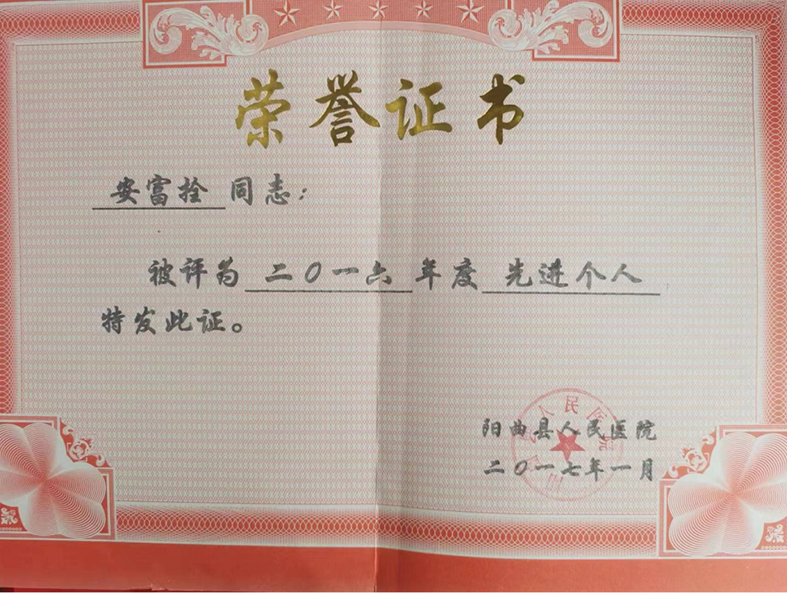 荣誉证书
安富拴 同志：
被评为 二〇一六 年度 先进个人
特发此证。
阳曲县人民医院
二〇一七年一月